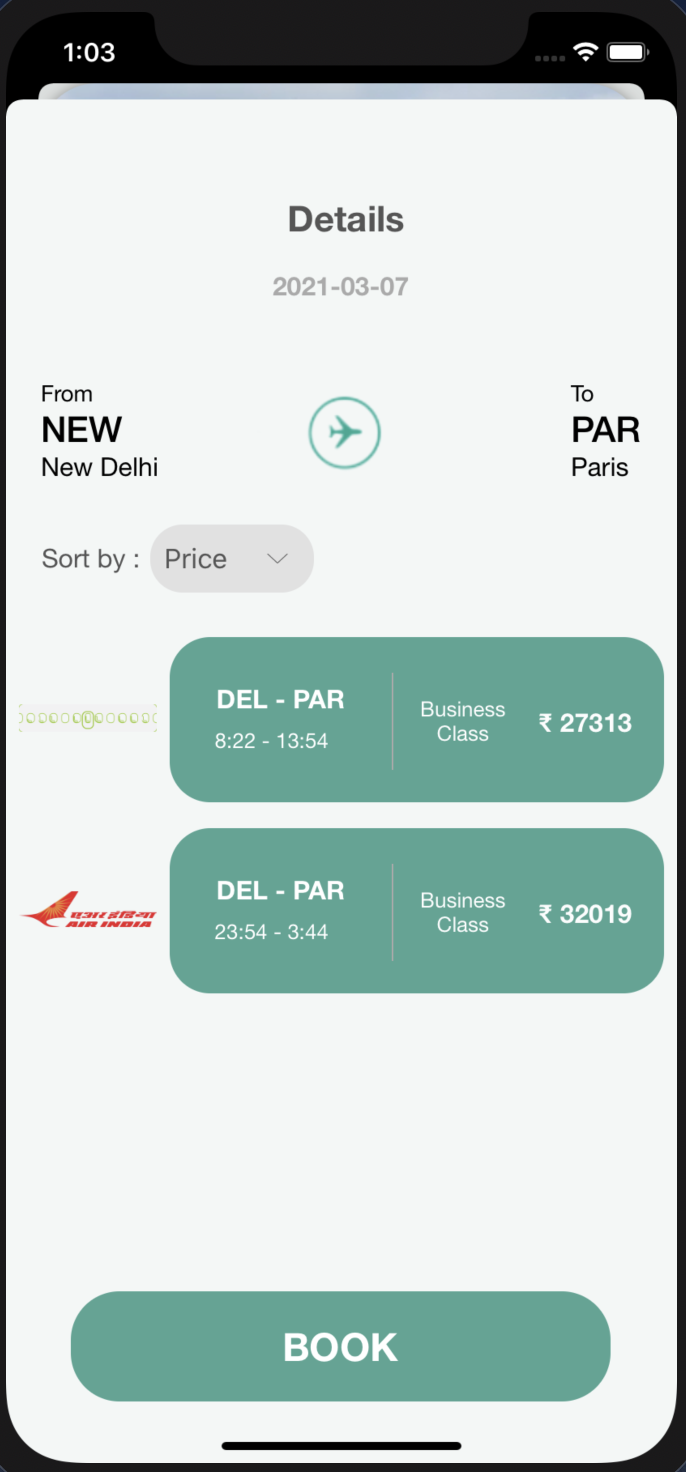 1:03
Details
2021-03-07
From
NEW
New Delhi
To
PAR
Paris
Sort by :
Price
DEL - PAR
8:22 - 13:54
Business
Class
₹ 27313
एअर इंडिया
AIR INDIA
DEL - PAR
23:54 - 3:44
Business
Class
₹ 32019
BOOK